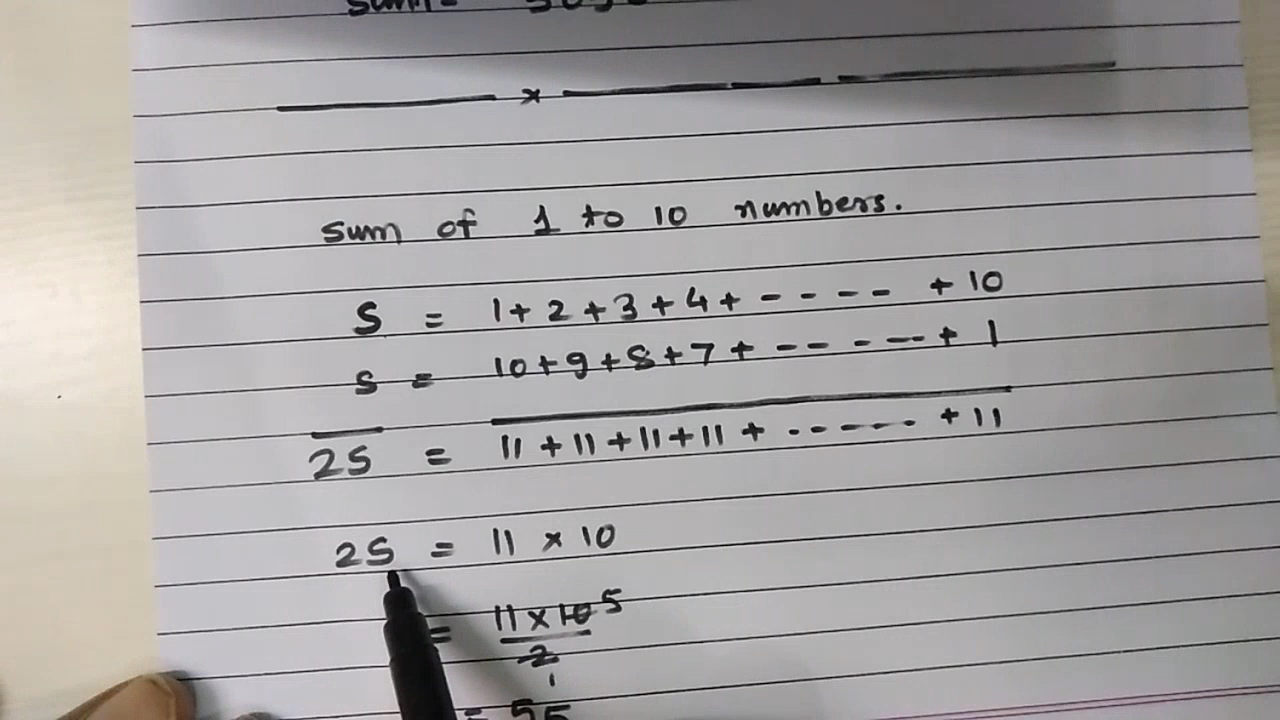 Sum =
×
Sum of 1 to 10 numbers.
S = 1+2+3+4+ - - - - +10
S = 10+9+8+7+ - - - - + 1
2S = 11+11+11+11+ ...... +11
2S = 11 × 10
= 11 × 10 5
2
1
= 55